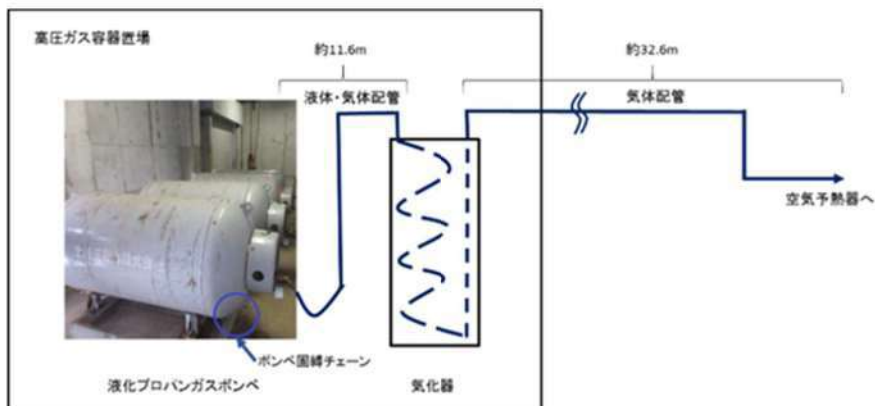 高圧ガス容器置場
約11.6m
約32.6m
液体・気体配管
気体配管
空気予熱器へ
ボンベ固縛チェーン
液化プロパンガスボンベ
気化器